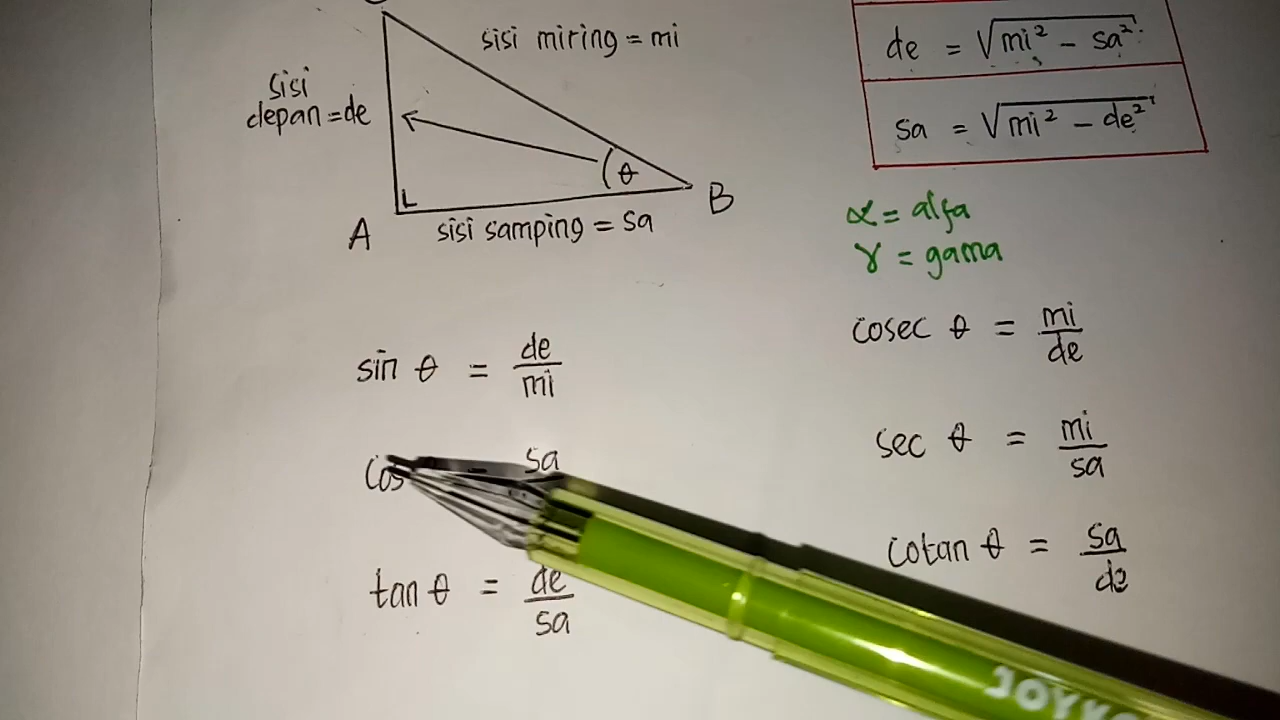 sisi miring = mi
sisi
depan = de
θ
A
B
sisi samping = sa
de = √mi² - sa²
sa = √mi² - de²
α = alfa
γ = gama
sin θ = de/mi
cos = sa
tan θ = de/sa
cosec θ = mi/de
sec θ = mi/sa
cotan θ = sa/de